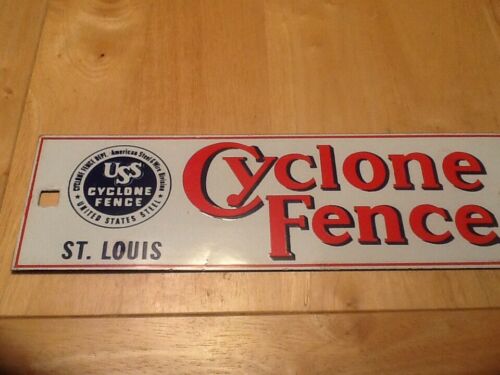 CYCLONE FENCE DEPT. American Steel & Wire Division
USS
CYCLONE
FENCE
UNITED STATES STEEL
ST. LOUIS
Cyclone
Fence